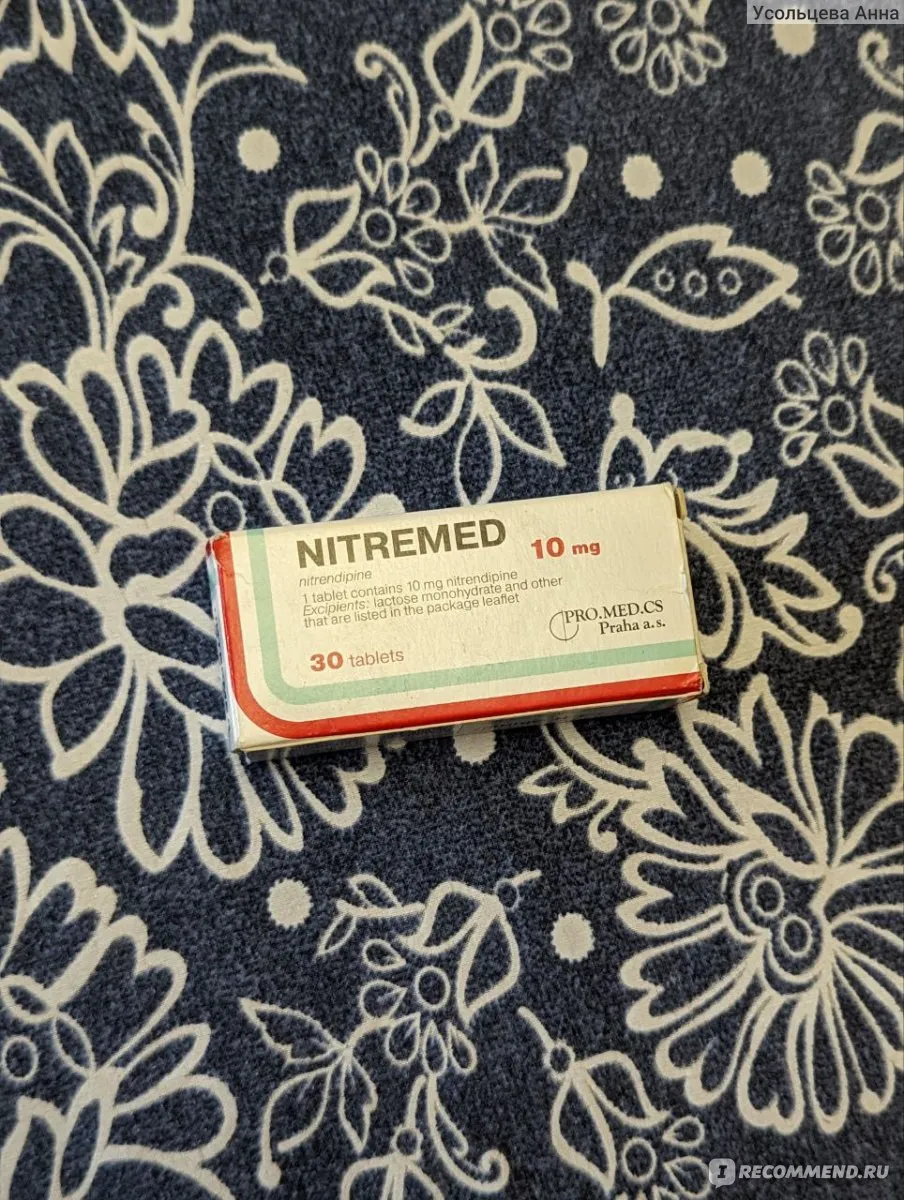 Усольцева Анна
NITREMED 10 mg
nitrendipine
1 tablet contains 10 mg nitrendipine
Excipients: lactose monohydrate and other
that are listed in the package leaflet
PRO.MED.CS
Praha a.s.
30 tablets
IRECOMMEND.RU